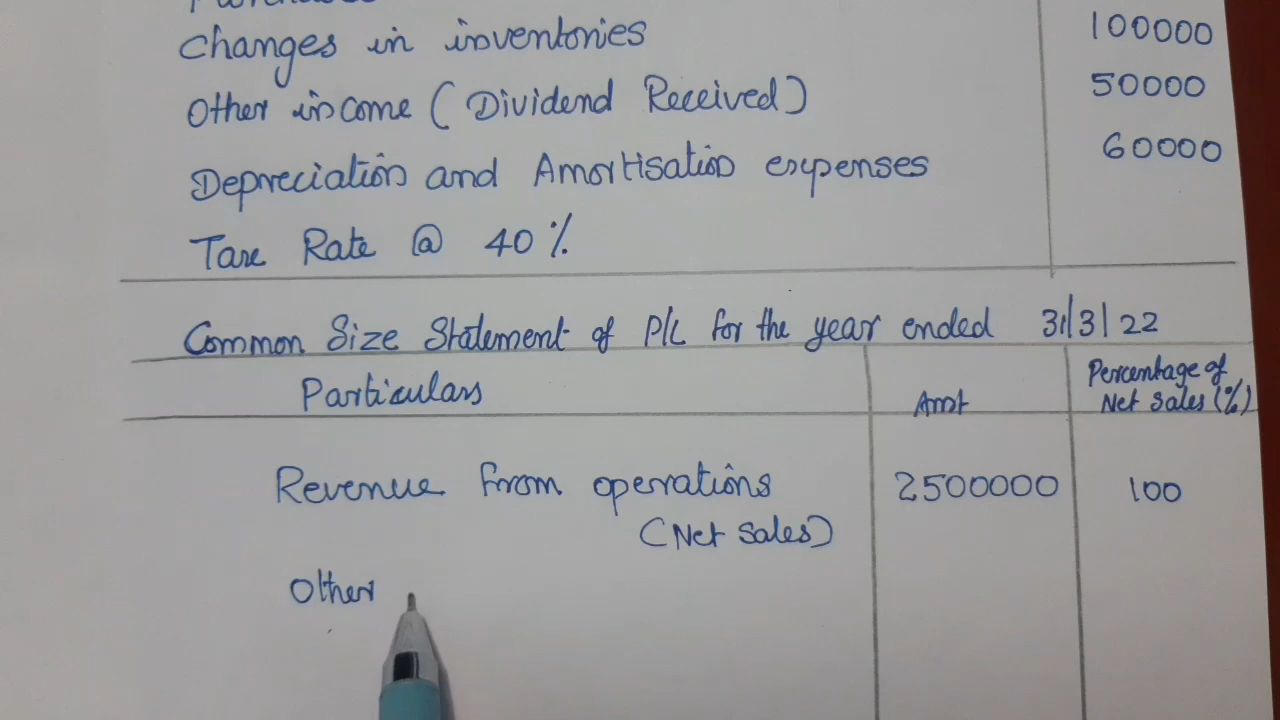 Changes in inventories 100000
Other income (Dividend Received) 50000
Depreciation and Amortisation expenses 60000
Tax Rate @ 40%
Common Size Statement of P/L for the year ended 31/3/22
Particulars Amt Percentage of Net Sales (%)
Revenue from operations 2500000 100
(Net Sales)
Other